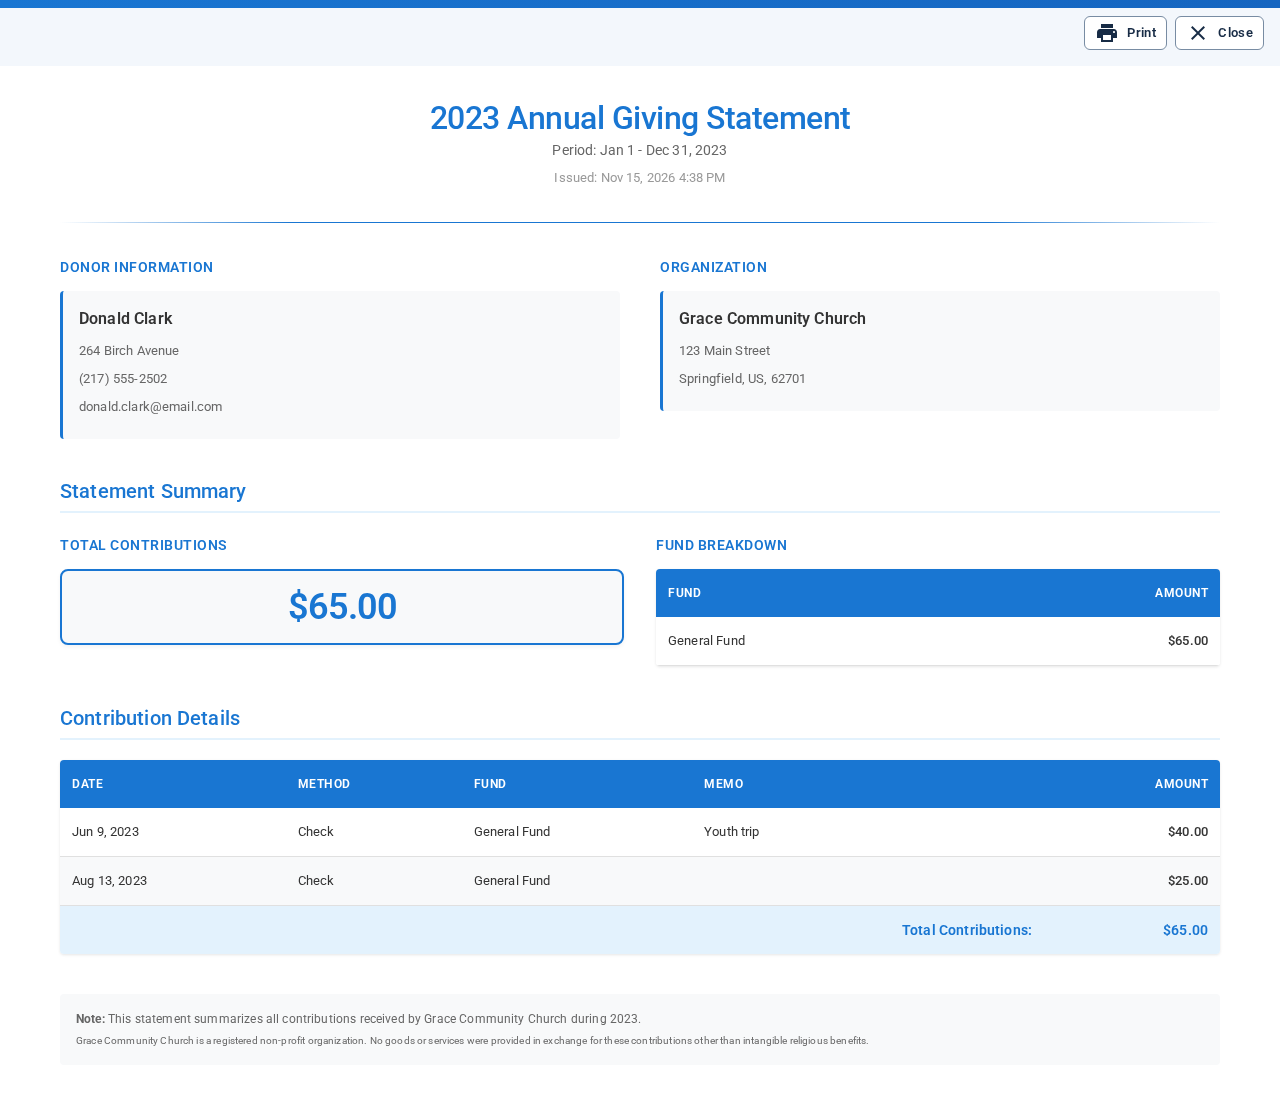 Print
Close
2023 Annual Giving Statement
Period: Jan 1 - Dec 31, 2023
Issued: Nov 15, 2026 4:38 PM
DONOR INFORMATION
Donald Clark
264 Birch Avenue
(217) 555-2502
donald.clark@email.com
ORGANIZATION
Grace Community Church
123 Main Street
Springfield, US, 62701
Statement Summary
TOTAL CONTRIBUTIONS
$65.00
FUND BREAKDOWN
FUND AMOUNT
General Fund $65.00
Contribution Details
DATE METHOD FUND MEMO AMOUNT
Jun 9, 2023 Check General Fund Youth trip $40.00
Aug 13, 2023 Check General Fund $25.00
Total Contributions: $65.00
Note: This statement summarizes all contributions received by Grace Community Church during 2023.
Grace Community Church is a registered non-profit organization. No goods or services were provided in exchange for these contributions other than intangible religious benefits.